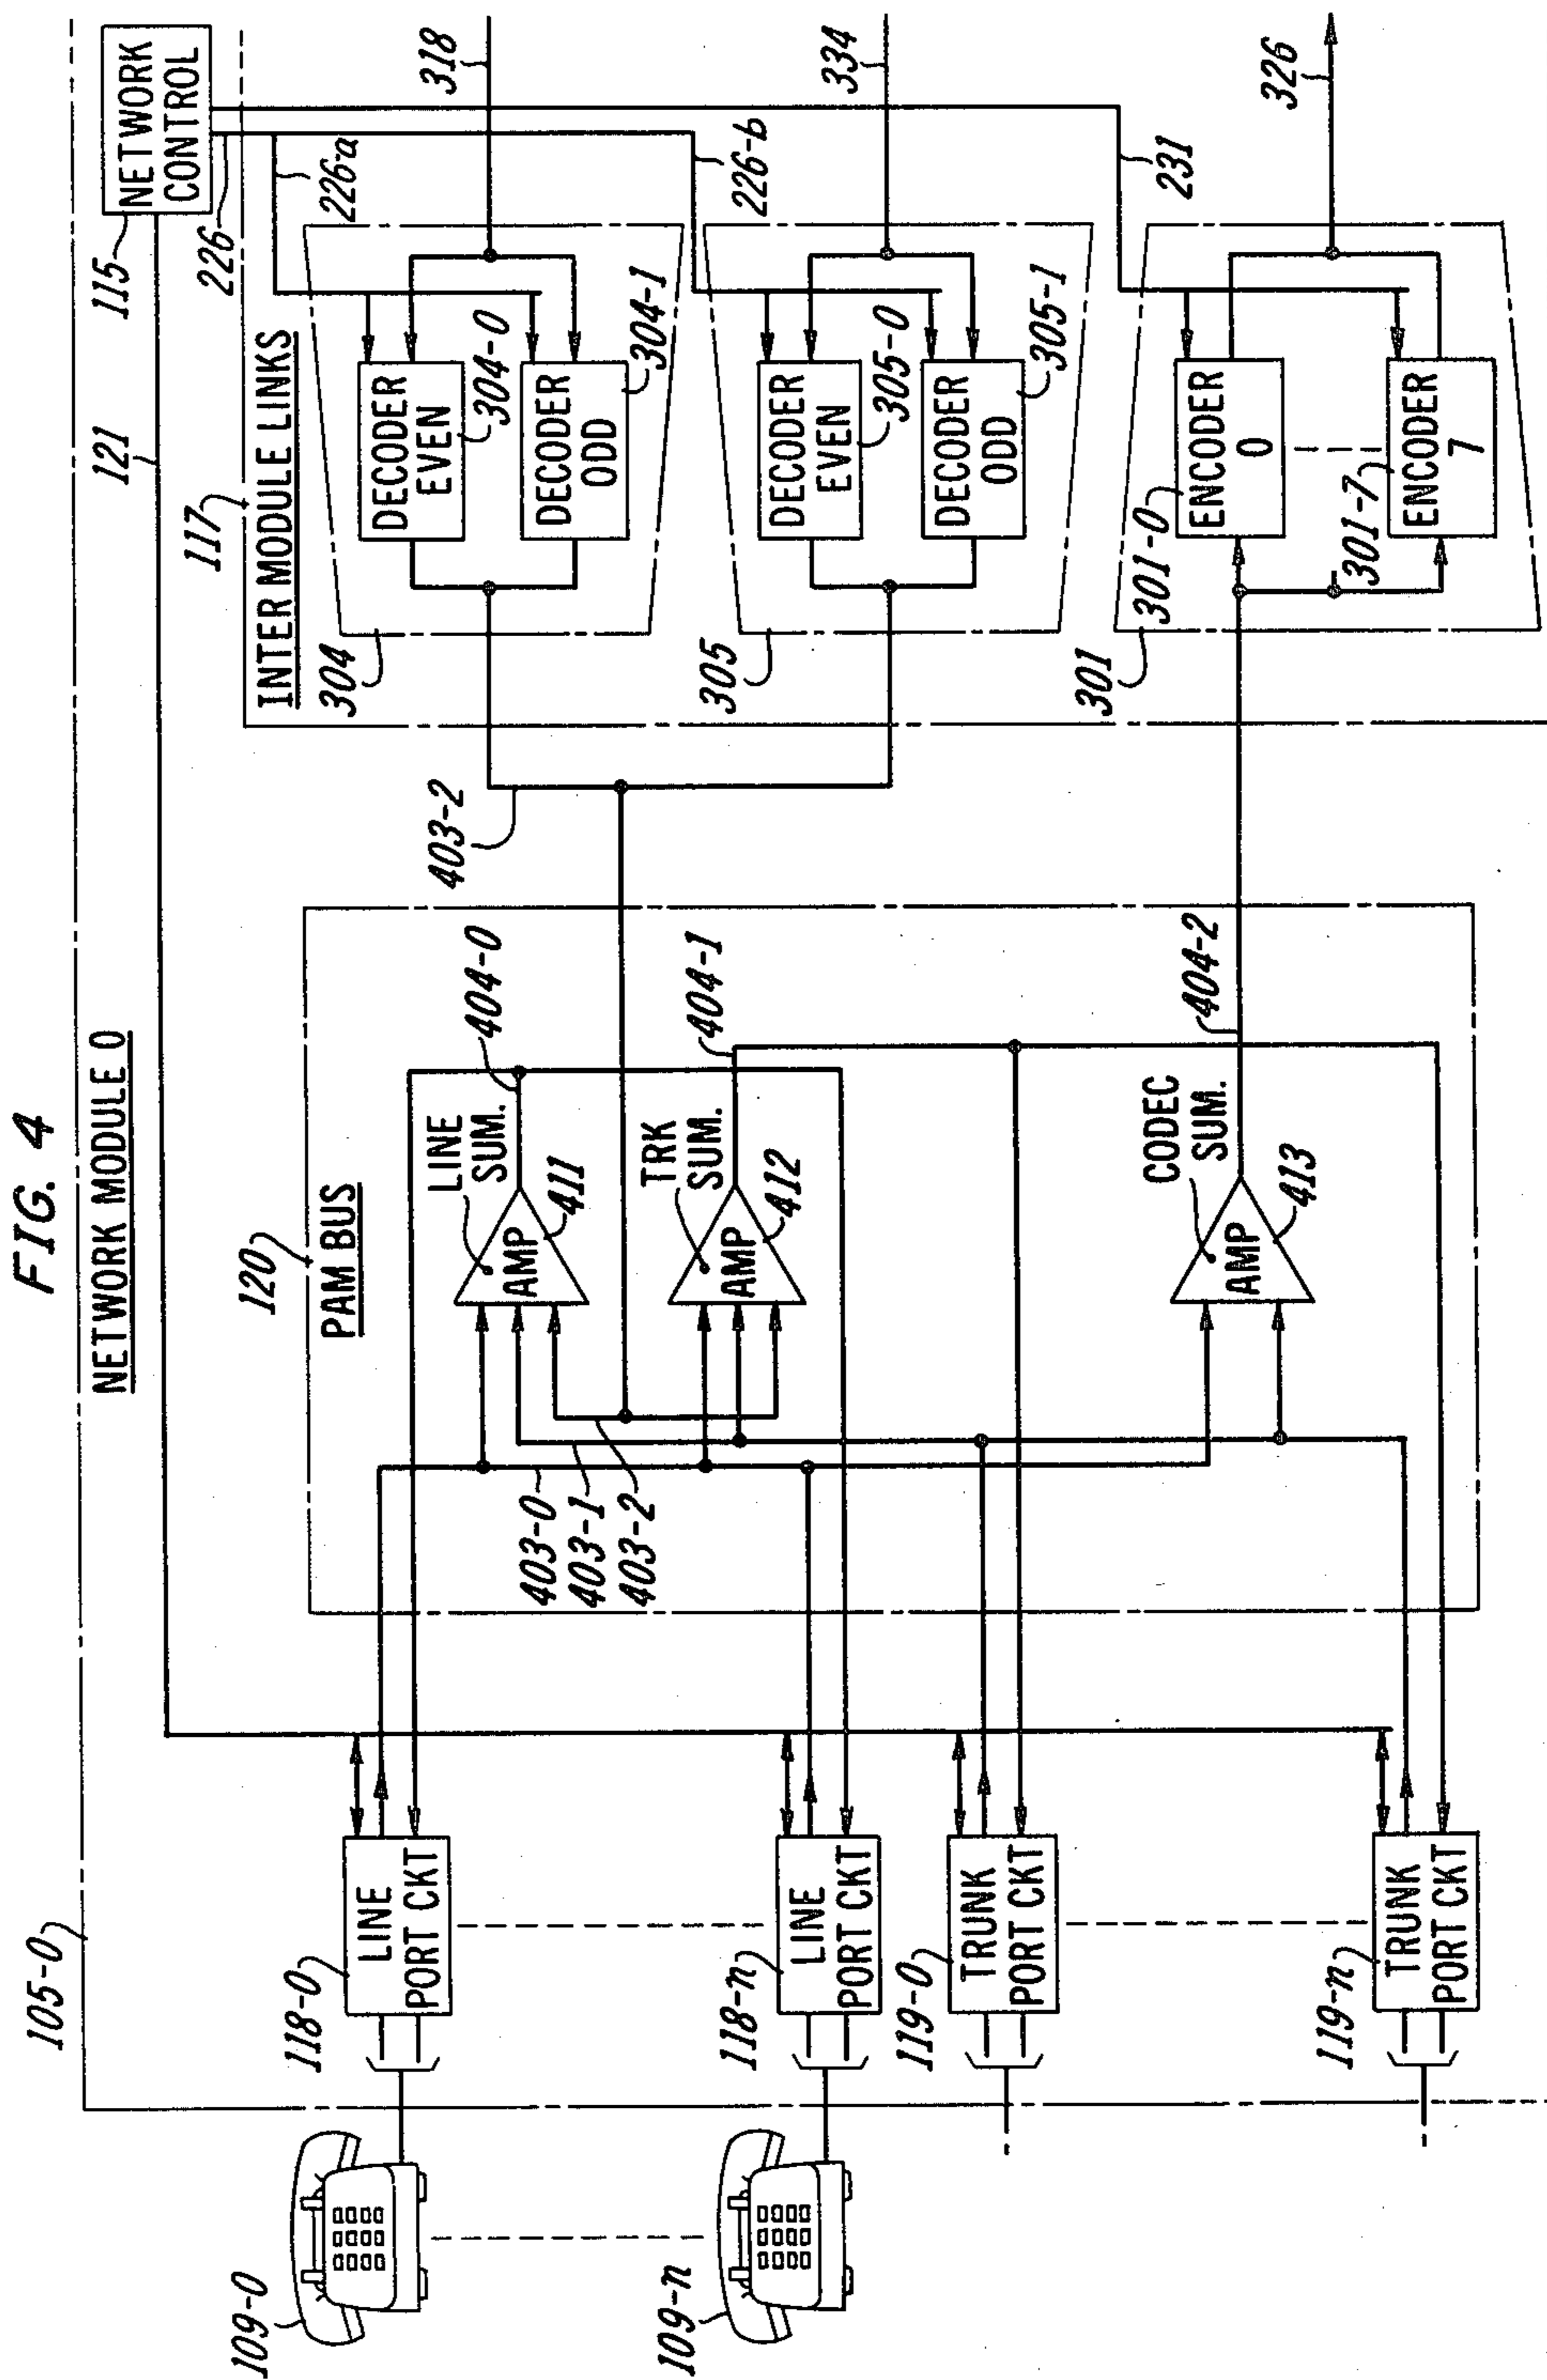 FIG. 4
NETWORK MODULE 0
105-0
121
115
NETWORK
CONTROL
226
226-a
226-b
231
117
INTER MODULE LINKS
120
PAM BUS
109-0
109-n
118-0
LINE
PORT CKT
118-n
LINE
PORT CKT
119-0
TRUNK
PORT CKT
119-n
TRUNK
PORT CKT
403-0
403-1
403-2
LINE
SUM.
AMP
411
404-0
TRK
SUM.
AMP
412
404-1
CODEC
SUM.
AMP
413
404-2
403-2
304
DECODER
EVEN
304-0
DECODER
ODD
304-1
318
305
DECODER
EVEN
305-0
DECODER
ODD
305-1
334
301
301-0
ENCODER
0
301-7
ENCODER
7
326